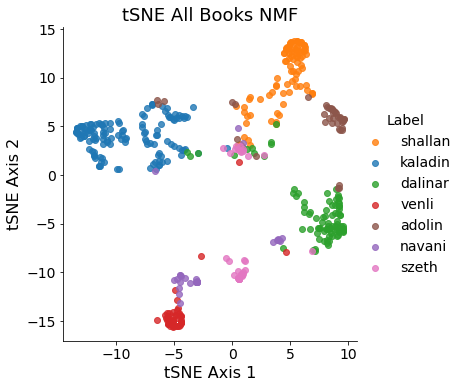 tSNE All Books NMF
15
10
5
0
−5
−10
−15
tSNE Axis 2
−10
−5
0
5
10
tSNE Axis 1
Label
shallan
kaladin
dalinar
venli
adolin
navani
szeth